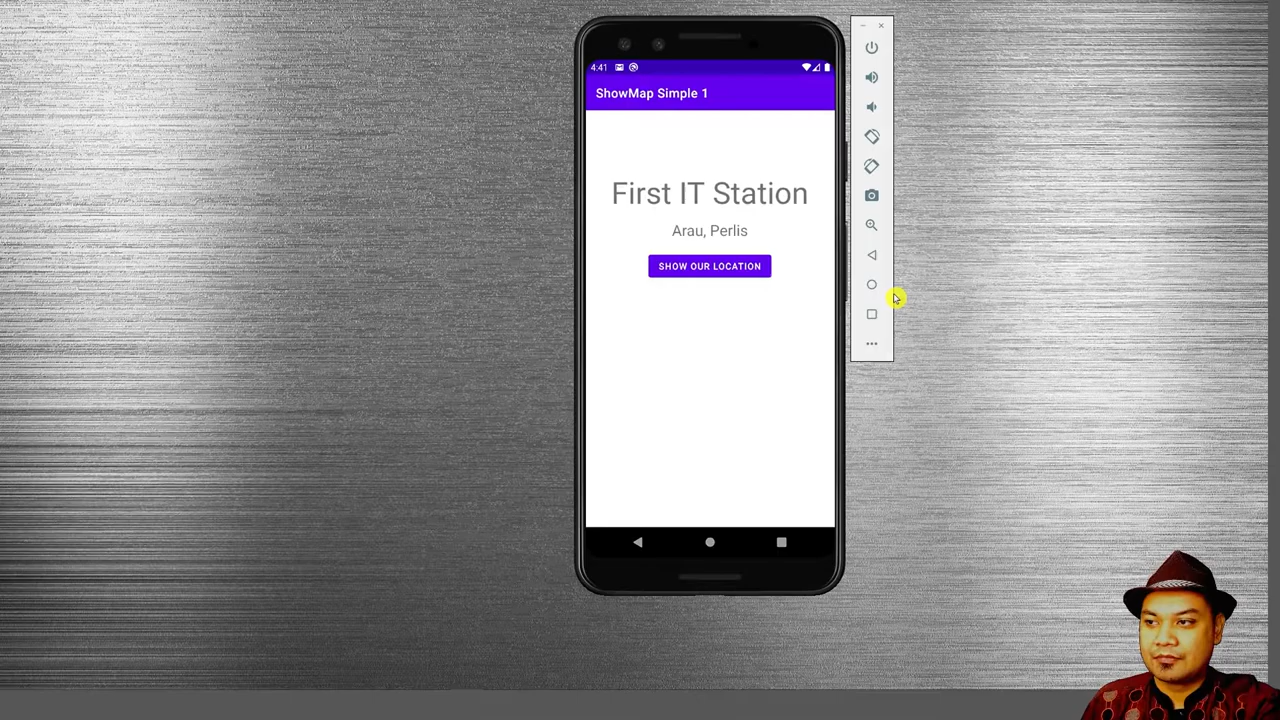 4:41
ShowMap Simple 1
First IT Station
Arau, Perlis
SHOW OUR LOCATION